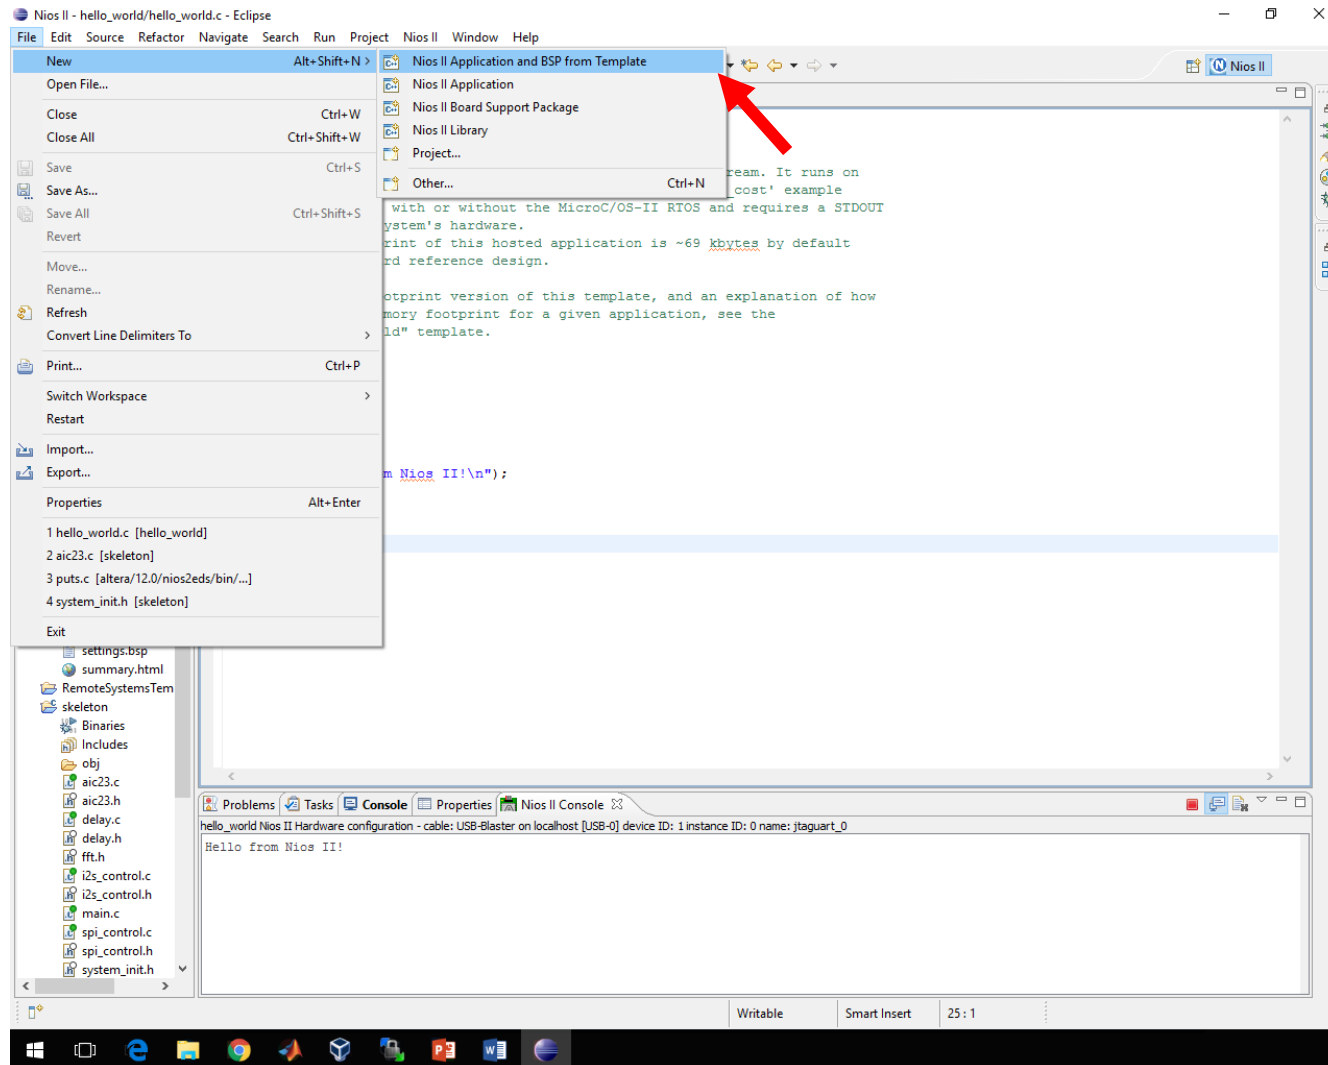 Nios II - hello_world/hello_world.c - Eclipse
File Edit Source Refactor Navigate Search Run Project Nios II Window Help
New Alt+Shift+N >
Open File...
Close Ctrl+W
Close All Ctrl+Shift+W
Save Ctrl+S
Save As...
Save All Ctrl+Shift+S
Revert
Move...
Rename...
Refresh
Convert Line Delimiters To >
Print... Ctrl+P
Switch Workspace >
Restart
Import...
Export...
Properties Alt+Enter
1 hello_world.c [hello_world]
2 aic23.c [skeleton]
3 puts.c [altera/12.0/nios2eds/bin/...]
4 system_init.h [skeleton]
Exit
Nios II Application and BSP from Template
Nios II Application
Nios II Board Support Package
Nios II Library
Project...
Other... Ctrl+N
Nios II
ream. It runs on
cost' example
with or without the MicroC/OS-II RTOS and requires a STDOUT
ystem's hardware.
rint of this hosted application is ~69 kbytes by default
rd reference design.
otprint version of this template, and an explanation of how
mory footprint for a given application, see the
ld" template.
m Nios II!\n");
settings.bsp
summary.html
RemoteSystemsTem
skeleton
Binaries
Includes
obj
aic23.c
aic23.h
delay.c
delay.h
fft.h
i2s_control.c
i2s_control.h
main.c
spi_control.c
spi_control.h
system_init.h
Problems Tasks Console Properties Nios II Console
hello_world Nios II Hardware configuration - cable: USB-Blaster on localhost [USB-0] device ID: 1 instance ID: 0 name: jtaguart_0
Hello from Nios II!
Writable Smart Insert 25 : 1